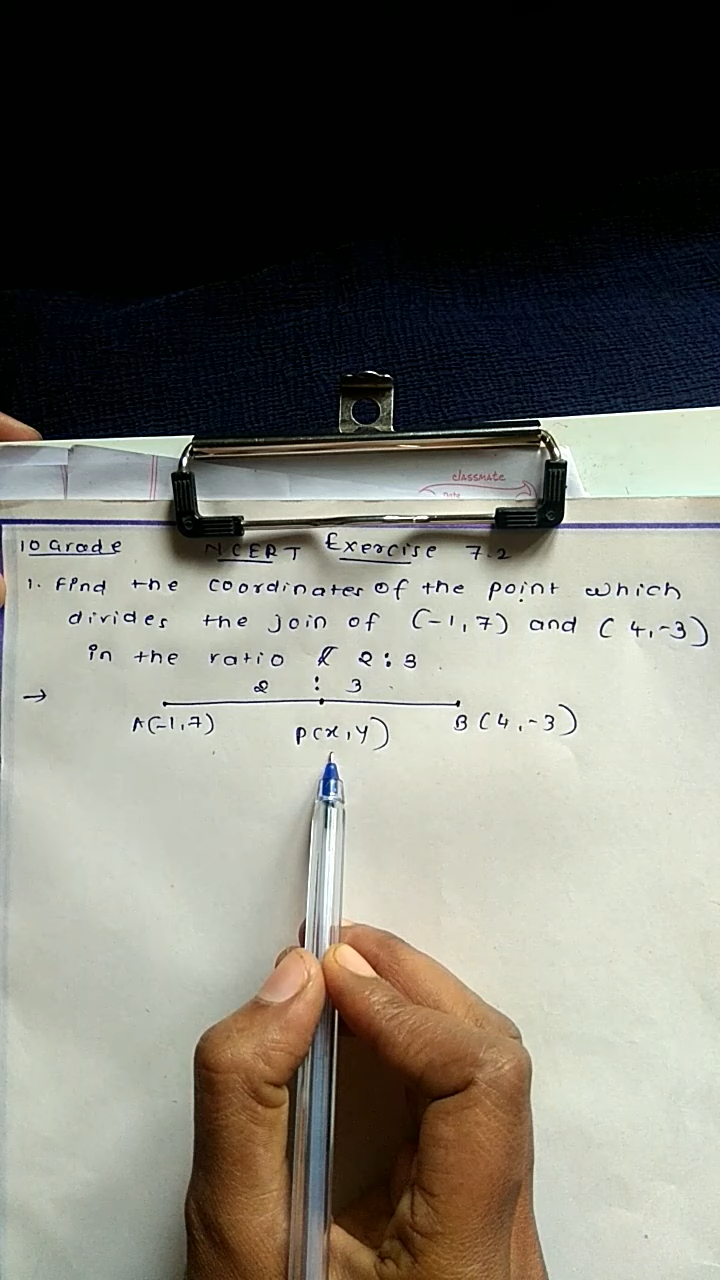 classmate
10 Grade NCERT Exercise 7.2
1. Find the coordinates of the point which
divides the join of (-1,7) and (4,-3)
in the ratio 2:3.
→ 2 : 3
A(-1,7) P(x,y) B(4,-3)